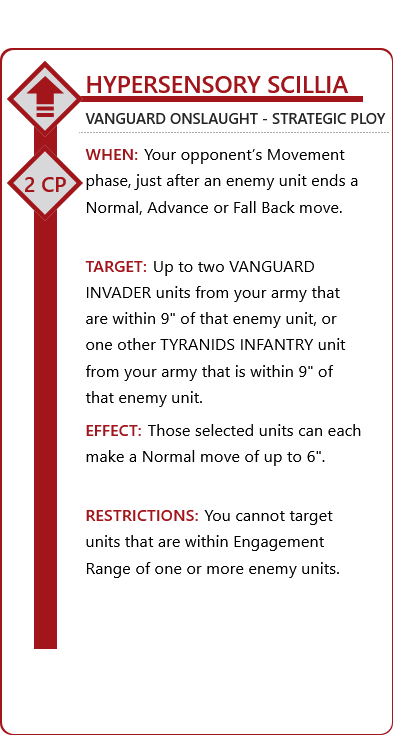 HYPERSENSORY SCILLIA
VANGUARD ONSLAUGHT - STRATEGIC PLOY
2 CP
WHEN: Your opponent’s Movement
phase, just after an enemy unit ends a
Normal, Advance or Fall Back move.
TARGET: Up to two VANGUARD
INVADER units from your army that
are within 9" of that enemy unit, or
one other TYRANIDS INFANTRY unit
from your army that is within 9" of
that enemy unit.
EFFECT: Those selected units can each
make a Normal move of up to 6".
RESTRICTIONS: You cannot target
units that are within Engagement
Range of one or more enemy units.